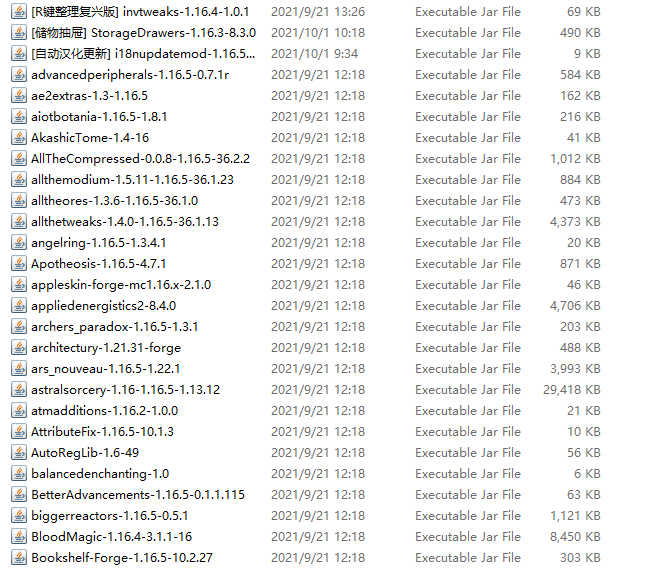 [R键整理复兴版] invtweaks-1.16.4-1.0.1 2021/9/21 13:26 Executable Jar File 69 KB
[储物抽屉] StorageDrawers-1.16.3-8.3.0 2021/10/1 10:18 Executable Jar File 490 KB
[自动汉化更新] i18nupdatemod-1.16.5... 2021/10/1 9:34 Executable Jar File 9 KB
advancedperipherals-1.16.5-0.7.1r 2021/9/21 12:18 Executable Jar File 584 KB
ae2extras-1.3-1.16.5 2021/9/21 12:18 Executable Jar File 162 KB
aiotbotania-1.16.5-1.8.1 2021/9/21 12:18 Executable Jar File 216 KB
AkashicTome-1.4-16 2021/9/21 12:18 Executable Jar File 41 KB
AllTheCompressed-0.0.8-1.16.5-36.2.2 2021/9/21 12:18 Executable Jar File 1,012 KB
allthemodium-1.5.11-1.16.5-36.1.23 2021/9/21 12:18 Executable Jar File 884 KB
alltheores-1.3.6-1.16.5-36.1.0 2021/9/21 12:18 Executable Jar File 473 KB
allthetweaks-1.4.0-1.16.5-36.1.13 2021/9/21 12:18 Executable Jar File 4,373 KB
angelring-1.16.5-1.3.4.1 2021/9/21 12:18 Executable Jar File 20 KB
Apotheosis-1.16.5-4.7.1 2021/9/21 12:18 Executable Jar File 871 KB
appleskin-forge-mc1.16.x-2.1.0 2021/9/21 12:18 Executable Jar File 46 KB
appliedenergistics2-8.4.0 2021/9/21 12:18 Executable Jar File 4,706 KB
archers_paradox-1.16.5-1.3.1 2021/9/21 12:18 Executable Jar File 203 KB
architectury-1.21.31-forge 2021/9/21 12:18 Executable Jar File 488 KB
ars_nouveau-1.16.5-1.22.1 2021/9/21 12:18 Executable Jar File 3,993 KB
astralsorcery-1.16-1.16.5-1.13.12 2021/9/21 12:18 Executable Jar File 29,418 KB
atmadditions-1.16.2-1.0.0 2021/9/21 12:18 Executable Jar File 21 KB
AttributeFix-1.16.5-10.1.3 2021/9/21 12:18 Executable Jar File 10 KB
AutoRegLib-1.6-49 2021/9/21 12:18 Executable Jar File 56 KB
balancedenchanting-1.0 2021/9/21 12:18 Executable Jar File 6 KB
BetterAdvancements-1.16.5-0.1.1.115 2021/9/21 12:18 Executable Jar File 63 KB
biggerreactors-1.16.5-0.5.1 2021/9/21 12:18 Executable Jar File 1,121 KB
BloodMagic-1.16.4-3.1.1-16 2021/9/21 12:18 Executable Jar File 8,450 KB
Bookshelf-Forge-1.16.5-10.2.27 2021/9/21 12:18 Executable Jar File 303 KB